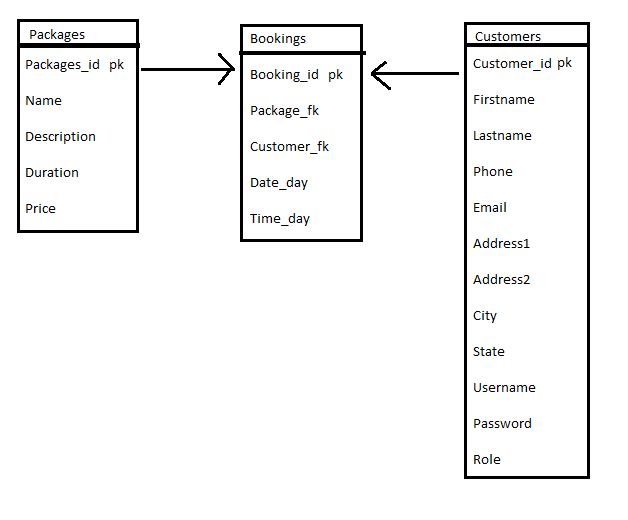 Packages
Packages_id pk
Name
Description
Duration
Price
Bookings
Booking_id pk
Package_fk
Customer_fk
Date_day
Time_day
Customers
Customer_id pk
Firstname
Lastname
Phone
Email
Address1
Address2
City
State
Username
Password
Role